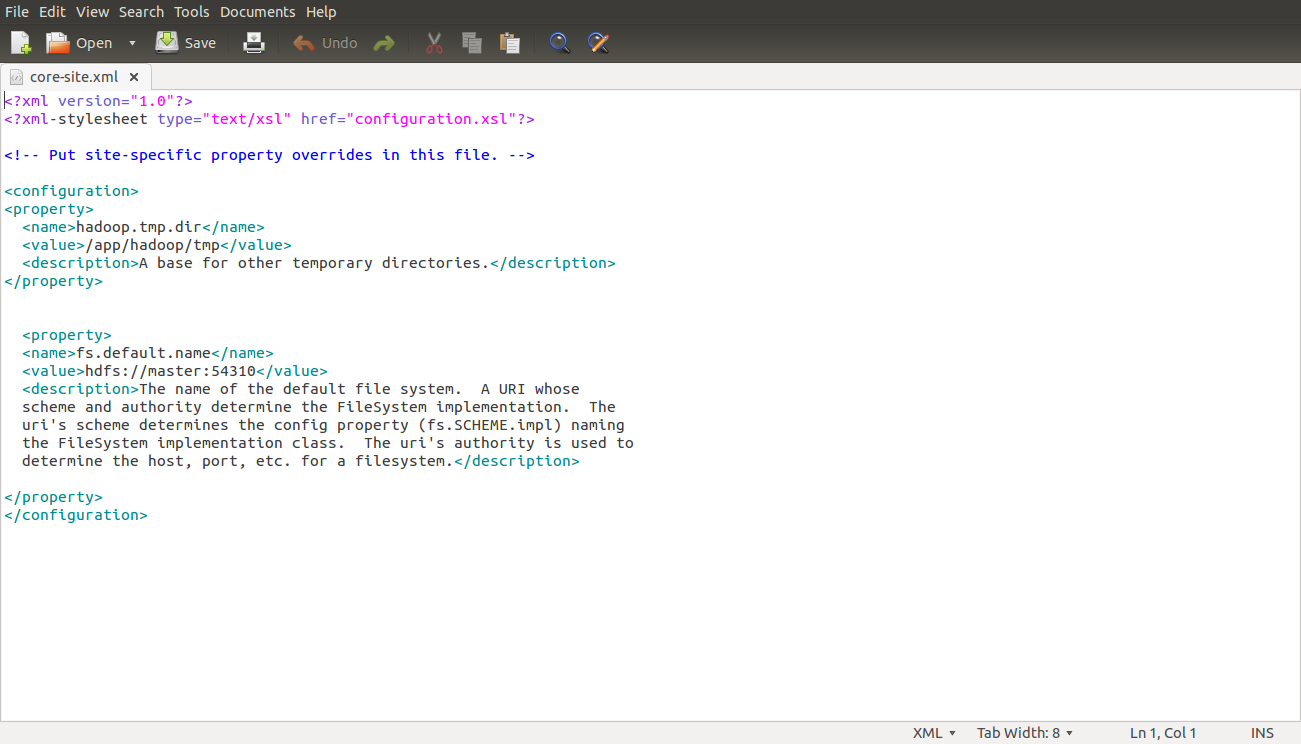 File Edit View Search Tools Documents Help
Open Save Undo
core-site.xml
<?xml version="1.0"?>
<?xml-stylesheet type="text/xsl" href="configuration.xsl"?>
<!-- Put site-specific property overrides in this file. -->
<configuration>
<property>
  <name>hadoop.tmp.dir</name>
  <value>/app/hadoop/tmp</value>
  <description>A base for other temporary directories.</description>
</property>
  <property>
  <name>fs.default.name</name>
  <value>hdfs://master:54310</value>
  <description>The name of the default file system.  A URI whose
  scheme and authority determine the FileSystem implementation.  The
  uri's scheme determines the config property (fs.SCHEME.impl) naming
  the FileSystem implementation class.  The uri's authority is used to
  determine the host, port, etc. for a filesystem.</description>
</property>
</configuration>
XML Tab Width: 8 Ln 1, Col 1 INS